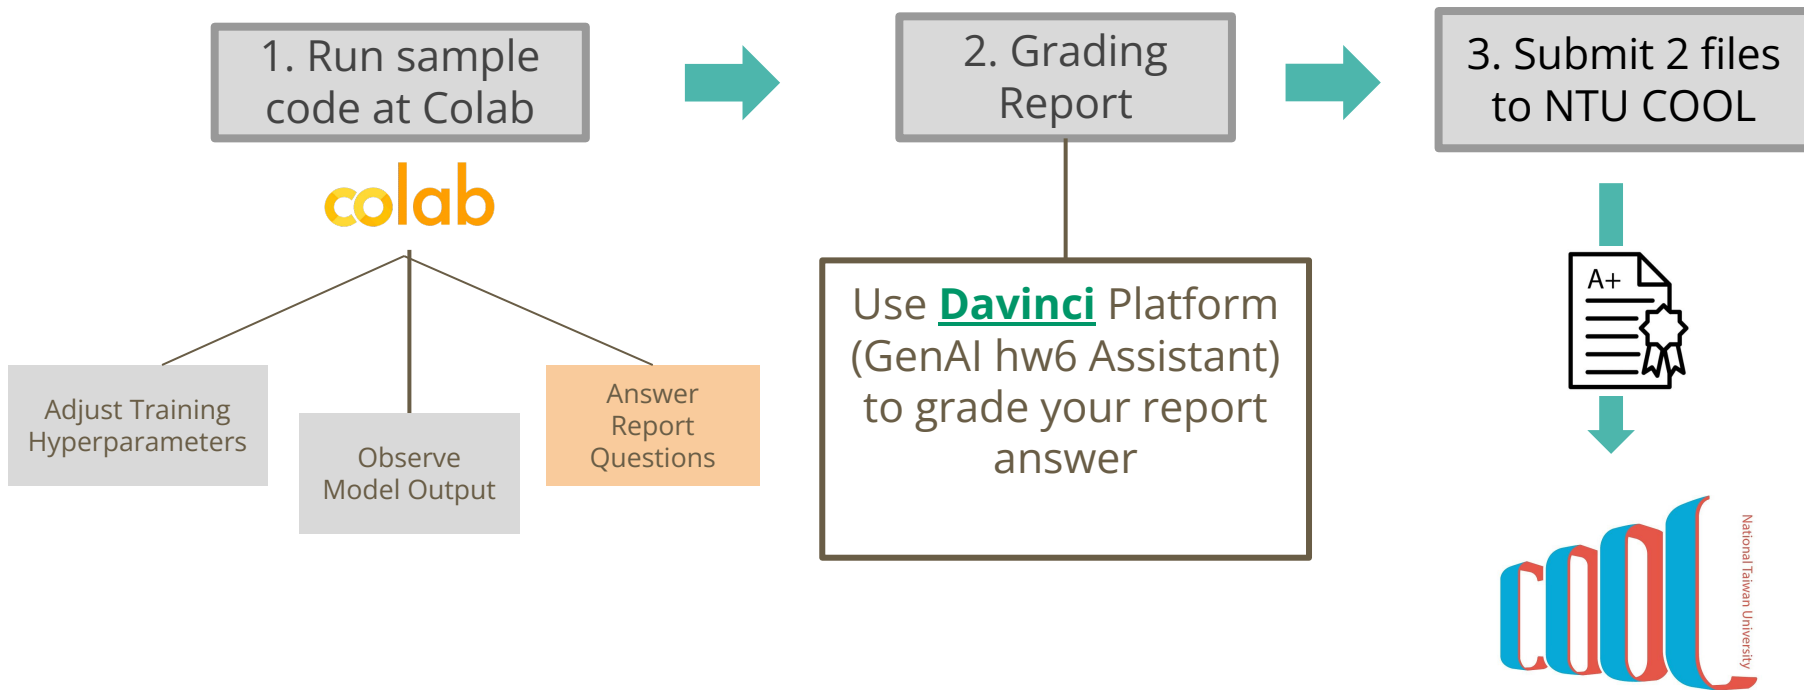 1. Run sample
code at Colab
colab
Adjust Training
Hyperparameters
Observe
Model Output
Answer
Report
Questions
2. Grading
Report
Use Davinci Platform
(GenAI hw6 Assistant)
to grade your report
answer
3. Submit 2 files
to NTU COOL
A+
COOL
National Taiwan University